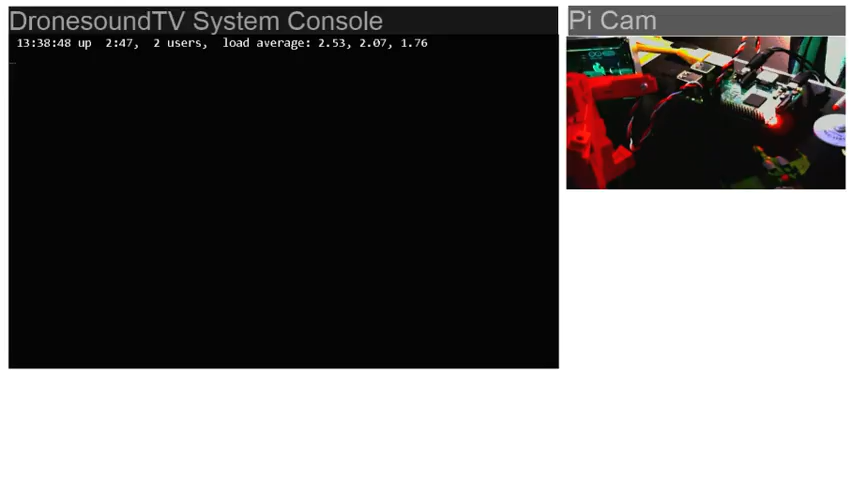 DronesoundTV System Console
Pi Cam
13:38:48 up  2:47,  2 users,  load average: 2.53, 2.07, 1.76